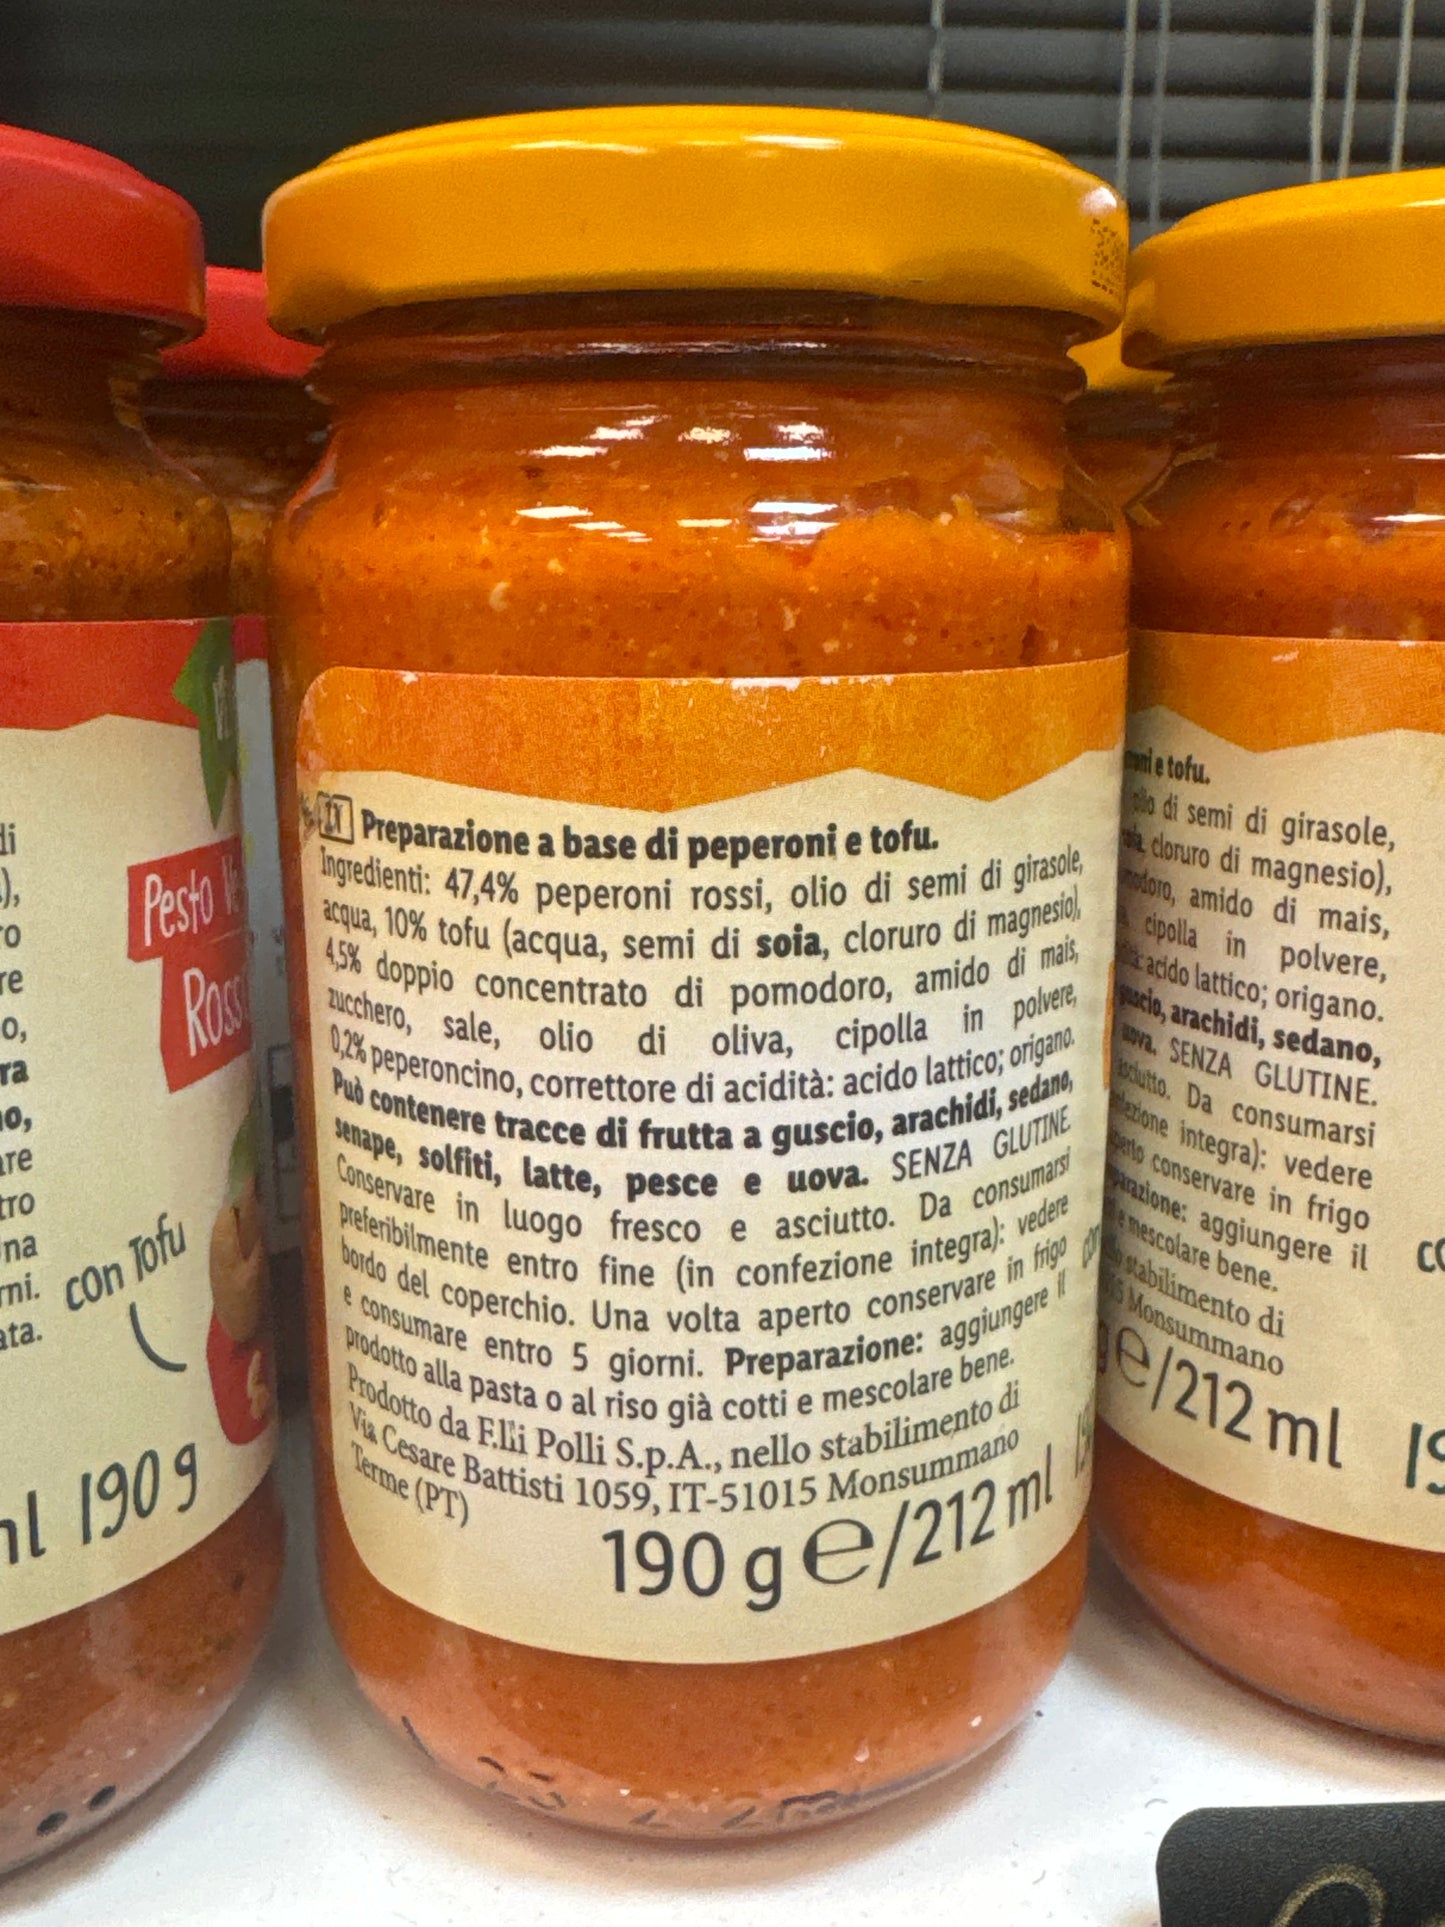 Preparazione a base di peperoni e tofu.
Ingredienti: 47,4% peperoni rossi, olio di semi di girasole,
acqua, 10% tofu (acqua, semi di soia, cloruro di magnesio),
4,5% doppio concentrato di pomodoro, amido di mais,
zucchero, sale, olio di oliva, cipolla in polvere,
0,2% peperoncino, correttore di acidità: acido lattico; origano.
Può contenere tracce di frutta a guscio, arachidi, sedano,
senape, solfiti, latte, pesce e uova. SENZA GLUTINE.
Conservare in luogo fresco e asciutto. Da consumarsi
preferibilmente entro fine (in confezione integra): vedere
bordo del coperchio. Una volta aperto conservare in frigo
e consumare entro 5 giorni. Preparazione: aggiungere il
prodotto alla pasta o al riso già cotti e mescolare bene.
Prodotto da F.lli Polli S.p.A., nello stabilimento di
Via Cesare Battisti 1059, IT-51015 Monsummano
Terme (PT)
190 g e/212 ml
Pesto
con Tofu
190 g
e tofu.
di semi di girasole,
cloruro di magnesio),
amido di mais,
cipolla in polvere,
acido lattico; origano.
arachidi, sedano,
uova. SENZA GLUTINE.
asciutto. Da consumarsi
integra): vedere
conservare in frigo
aggiungere il
e mescolare bene.
stabilimento di
Monsummano
e/212 ml